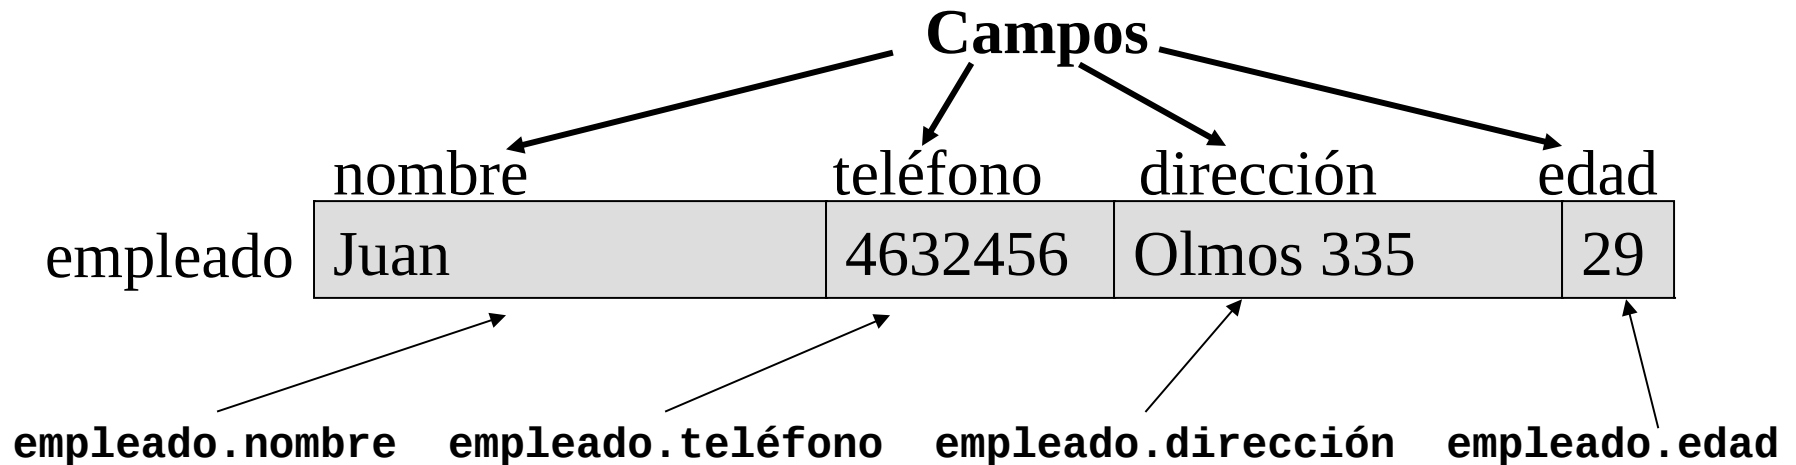 Campos
nombre teléfono dirección edad
empleado Juan 4632456 Olmos 335 29
empleado.nombre empleado.teléfono empleado.dirección empleado.edad